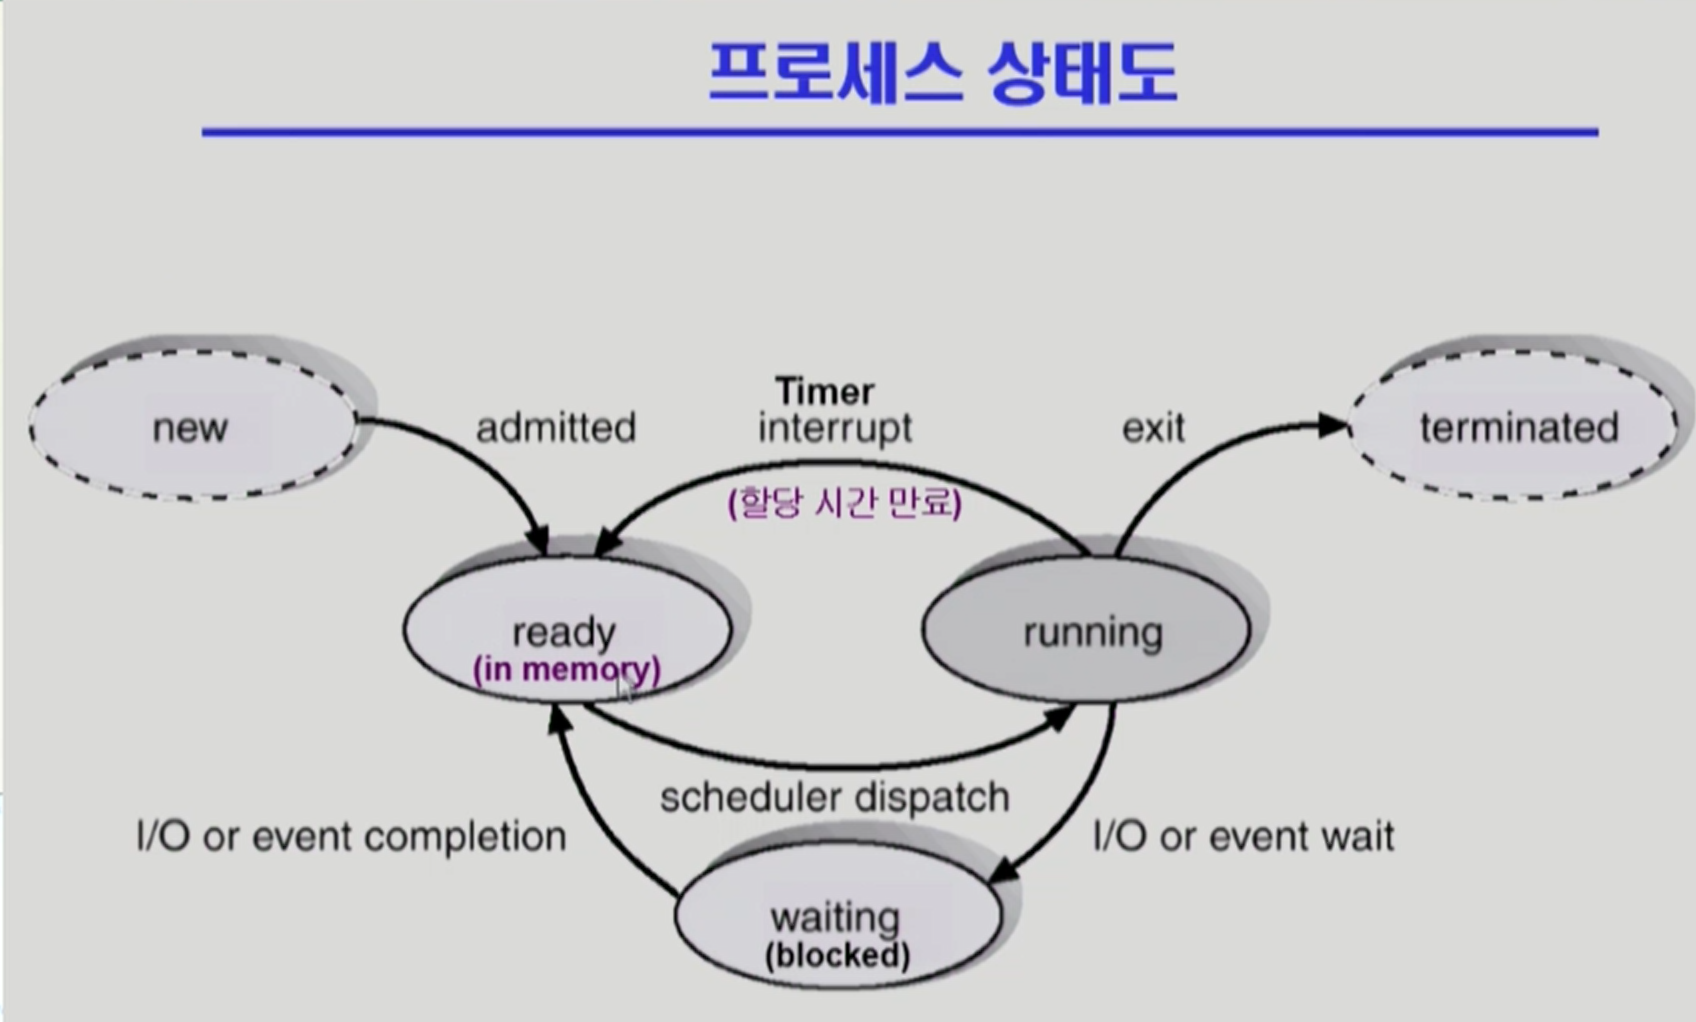 프로세스 상태도
new
admitted
Timer
interrupt
(할당 시간 만료)
exit
terminated
ready
(in memory)
running
scheduler dispatch
I/O or event completion
I/O or event wait
waiting
(blocked)